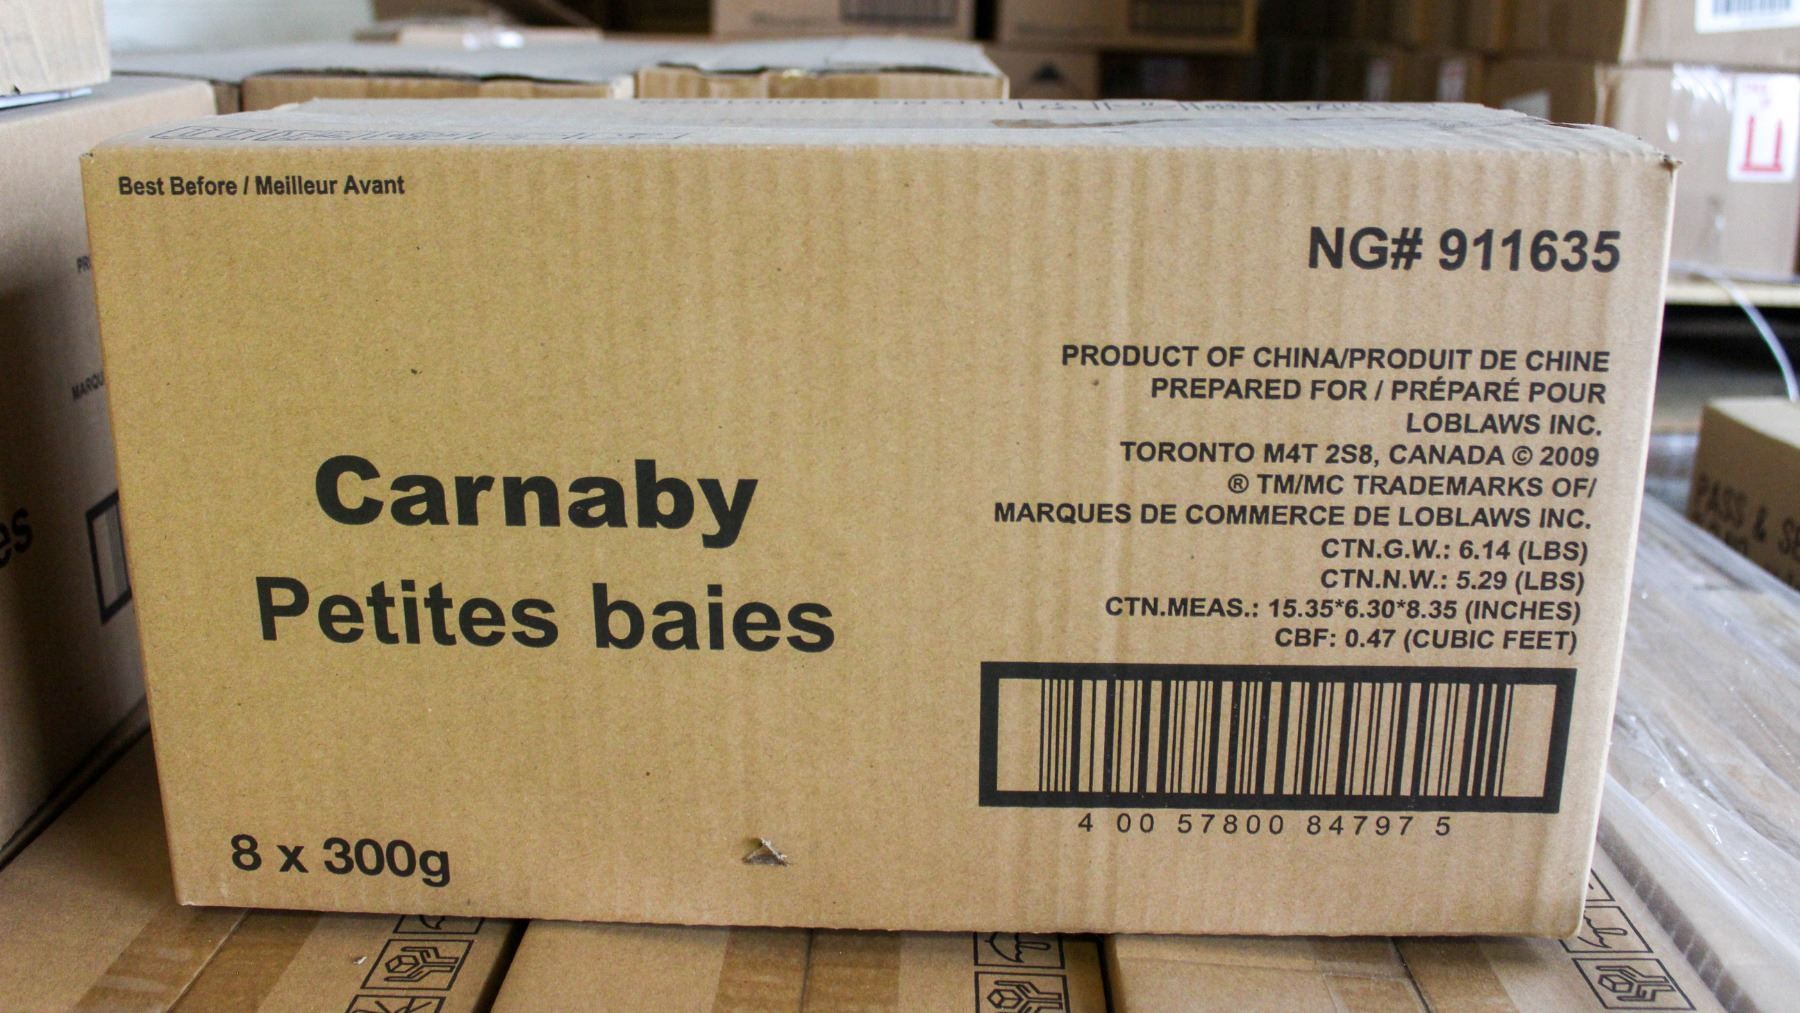 Best Before / Meilleur Avant
NG# 911635
PRODUCT OF CHINA/PRODUIT DE CHINE
PREPARED FOR / PRÉPARÉ POUR
LOBLAWS INC.
TORONTO M4T 2S8, CANADA © 2009
® TM/MC TRADEMARKS OF/
MARQUES DE COMMERCE DE LOBLAWS INC.
CTN.G.W.: 6.14 (LBS)
CTN.N.W.: 5.29 (LBS)
CTN.MEAS.: 15.35*6.30*8.35 (INCHES)
CBF: 0.47 (CUBIC FEET)
Carnaby
Petites baies
8 x 300g
4 00 57800 84797 5